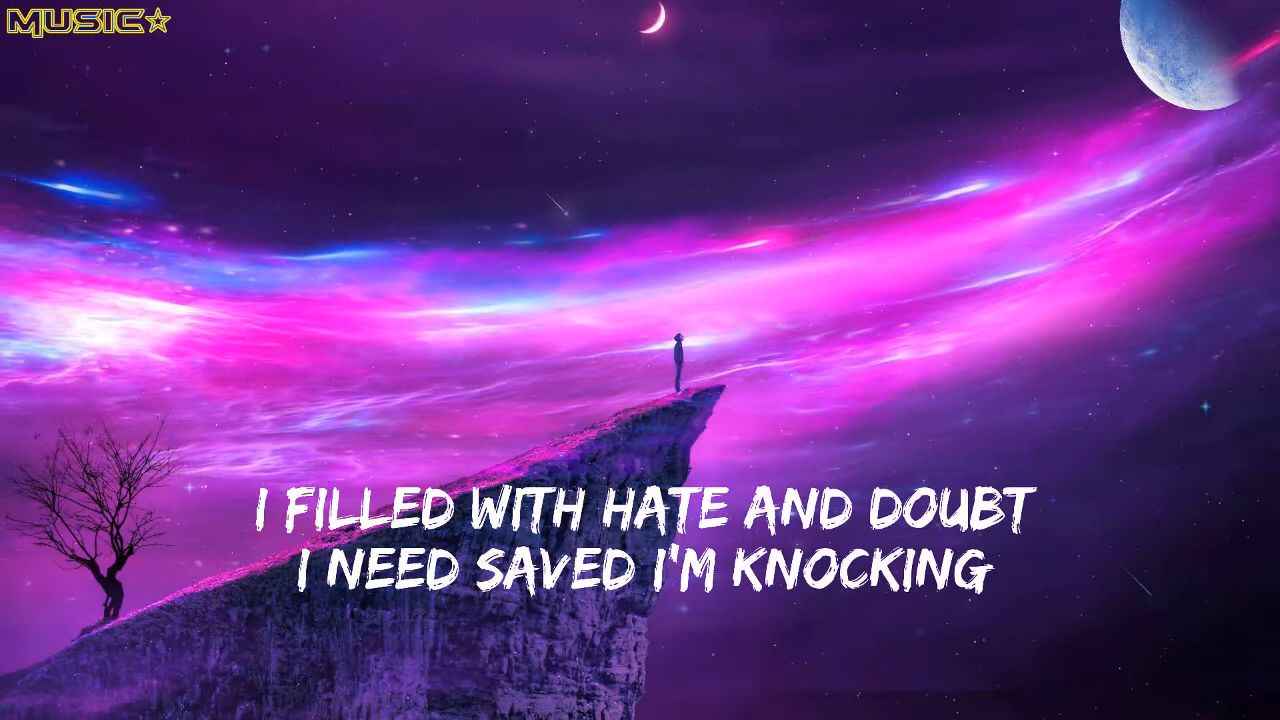 MUSIC☆
I FILLED WITH HATE AND DOUBT
I NEED SAVED I'M KNOCKING